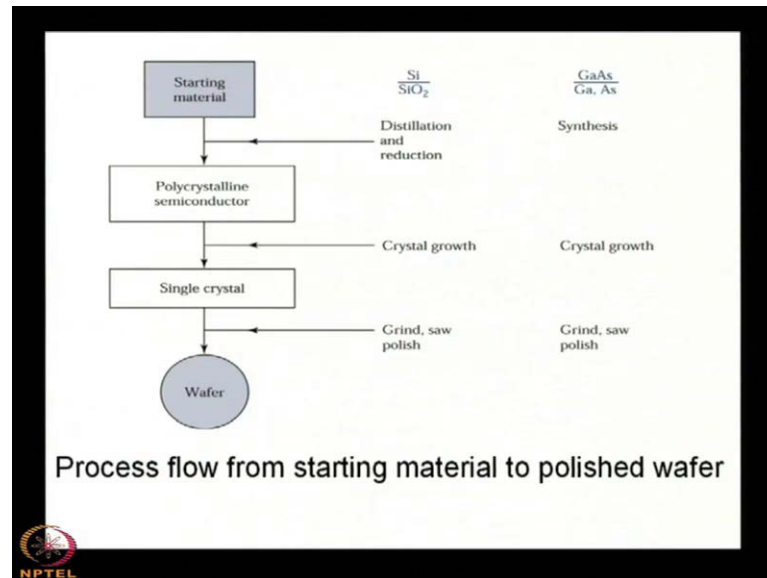 Starting
material
Si
SiO₂
GaAs
Ga, As
Distillation
and
reduction
Synthesis
Polycrystalline
semiconductor
Crystal growth
Crystal growth
Single crystal
Grind, saw
polish
Grind, saw
polish
Wafer
Process flow from starting material to polished wafer
NPTEL